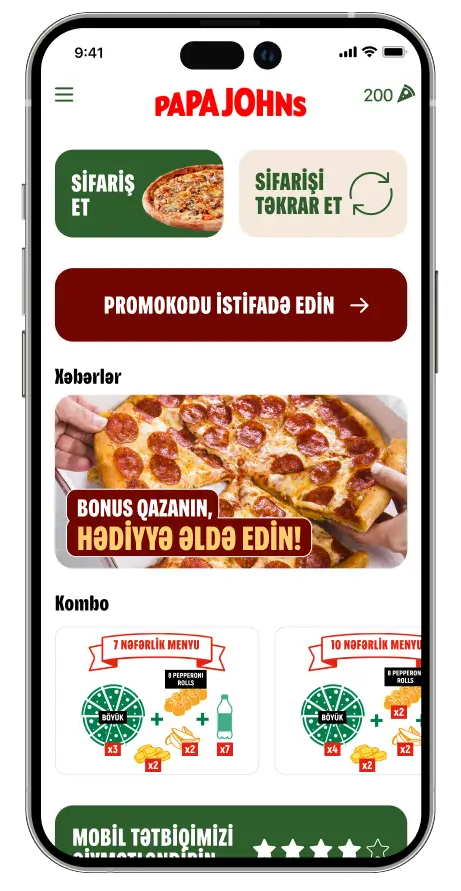 9:41
PAPA JOHNS
200
SİFARİŞ
ET
SİFARİŞİ
TƏKRAR ET
PROMOKODU İSTİFADƏ EDİN
Xəbərlər
BONUS QAZANIN,
HƏDİYYƏ ƏLDƏ EDİN!
Kombo
7 NƏFƏRLİK MENYU
8 PEPPERONI
ROLLS
BÖYÜK
x3
x2
x2
x7
10 NƏFƏRLİK MENYU
8 PEPPERON
ROLLS
BÖYÜK
x2
x4
x2
x2
MOBİL TƏTBİQİMİZİ